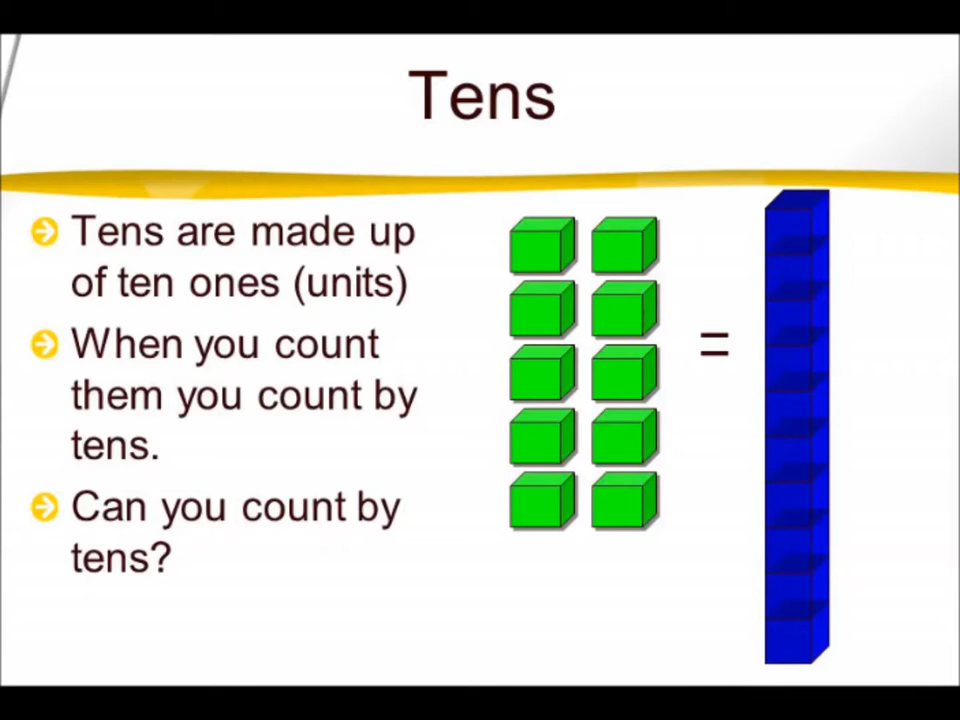 Tens
Tens are made up
of ten ones (units)
When you count
them you count by
tens.
Can you count by
tens?
=